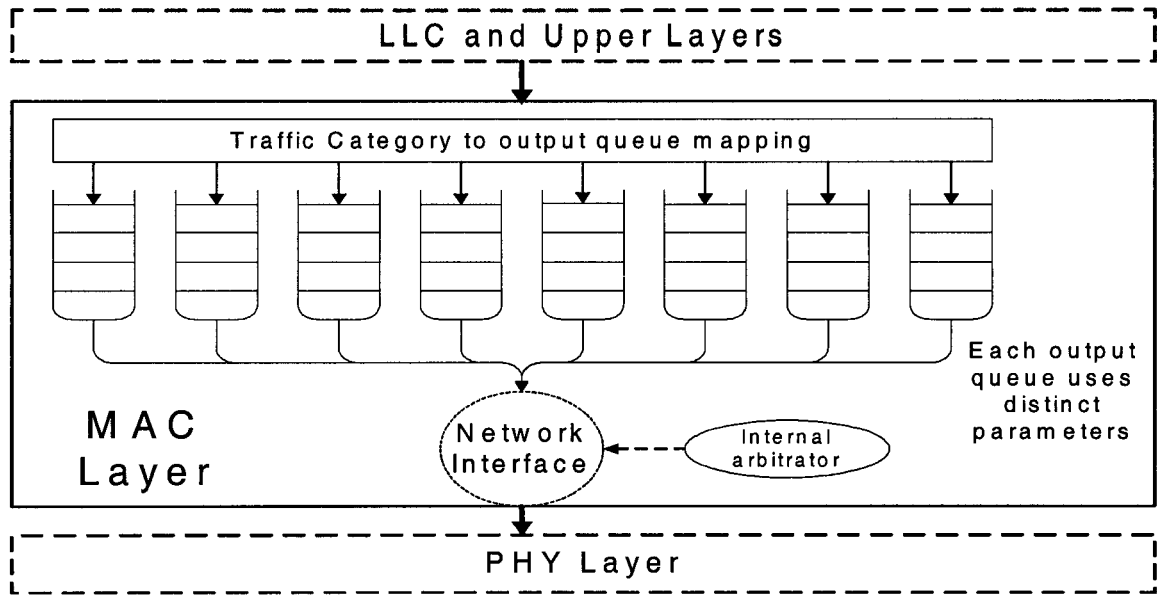 LLC and Upper Layers
Traffic Category to output queue mapping
Each output
queue uses
distinct
parameters
MAC
Layer
Network
Interface
Internal
arbitrator
PHY Layer